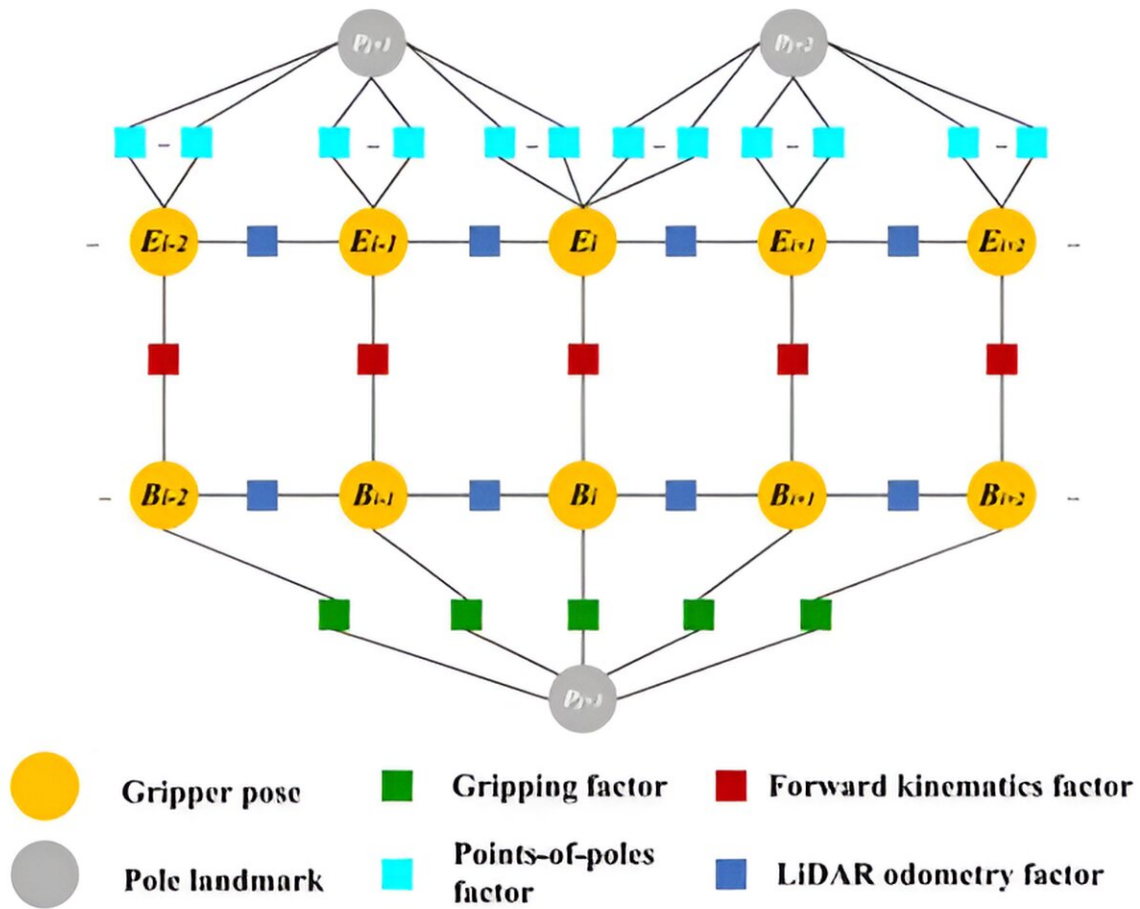 Pj+1 Pj+2
Ei-2 Ei-1 Ei Ei+1 Ei+2
Bi-2 Bi-1 Bi Bi+1 Bi+2
Gripper pose
Gripping factor
Forward kinematics factor
Pole landmark
Points-of-poles
factor
LiDAR odometry factor